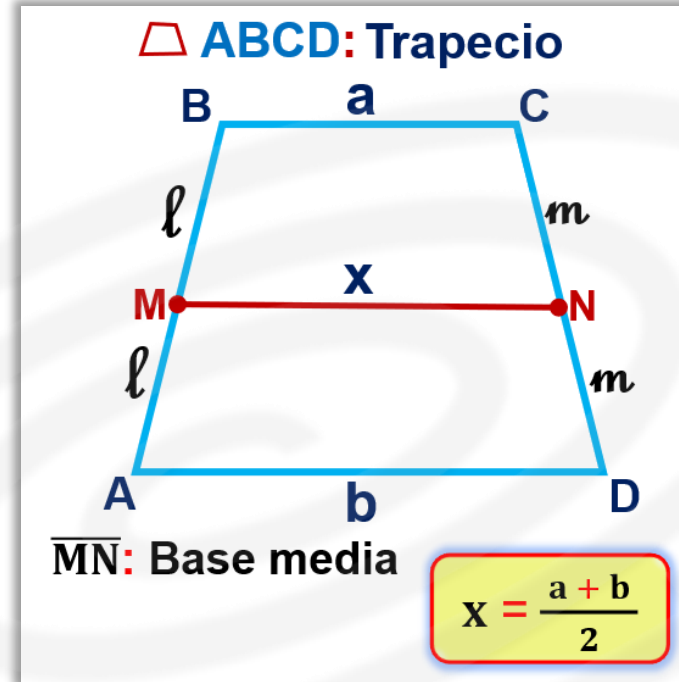 ABCD: Trapecio
B a C
ℓ m
M x N
ℓ m
A b D
MN: Base media
x = a + b
2